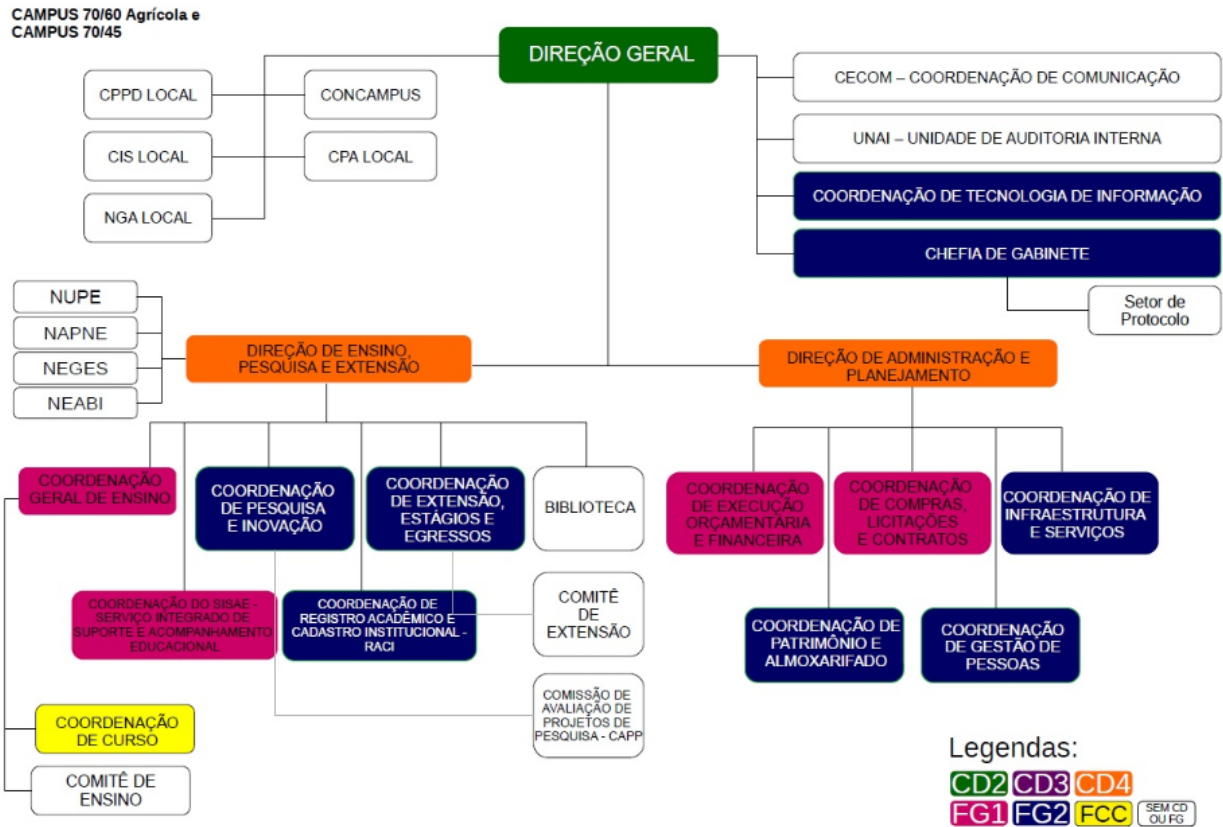 CAMPUS 70/60 Agrícola e
CAMPUS 70/45
DIREÇÃO GERAL
CPPD LOCAL
CONCAMPUS
CIS LOCAL
CPA LOCAL
NGA LOCAL
CECOM – COORDENAÇÃO DE COMUNICAÇÃO
UNAI – UNIDADE DE AUDITORIA INTERNA
COORDENAÇÃO DE TECNOLOGIA DE INFORMAÇÃO
CHEFIA DE GABINETE
Setor de
Protocolo
NUPE
NAPNE
NEGES
NEABI
DIREÇÃO DE ENSINO,
PESQUISA E EXTENSÃO
DIREÇÃO DE ADMINISTRAÇÃO E
PLANEJAMENTO
COORDENAÇÃO
GERAL DE ENSINO
COORDENAÇÃO
DE PESQUISA
E INOVAÇÃO
COORDENAÇÃO
DE EXTENSÃO,
ESTÁGIOS E
EGRESSOS
BIBLIOTECA
COORDENAÇÃO
DE EXECUÇÃO
ORÇAMENTÁRIA
E FINANCEIRA
COORDENAÇÃO
DE COMPRAS,
LICITAÇÕES
E CONTRATOS
COORDENAÇÃO DE
INFRAESTRUTURA
E SERVIÇOS
COORDENAÇÃO DO SISAE -
SERVIÇO INTEGRADO DE
SUPORTE E ACOMPANHAMENTO
EDUCACIONAL
COORDENAÇÃO DE
REGISTRO ACADÊMICO E
CADASTRO INSTITUCIONAL -
RACI
COMITÊ
DE
EXTENSÃO
COORDENAÇÃO DE
PATRIMÔNIO E
ALMOXARIFADO
COORDENAÇÃO
DE GESTÃO DE
PESSOAS
COMISSÃO DE
AVALIAÇÃO DE
PROJETOS DE
PESQUISA - CAPP
COORDENAÇÃO
DE CURSO
COMITÊ DE
ENSINO
Legendas:
CD2 CD3 CD4
FG1 FG2 FCC SEM CD
OU FG